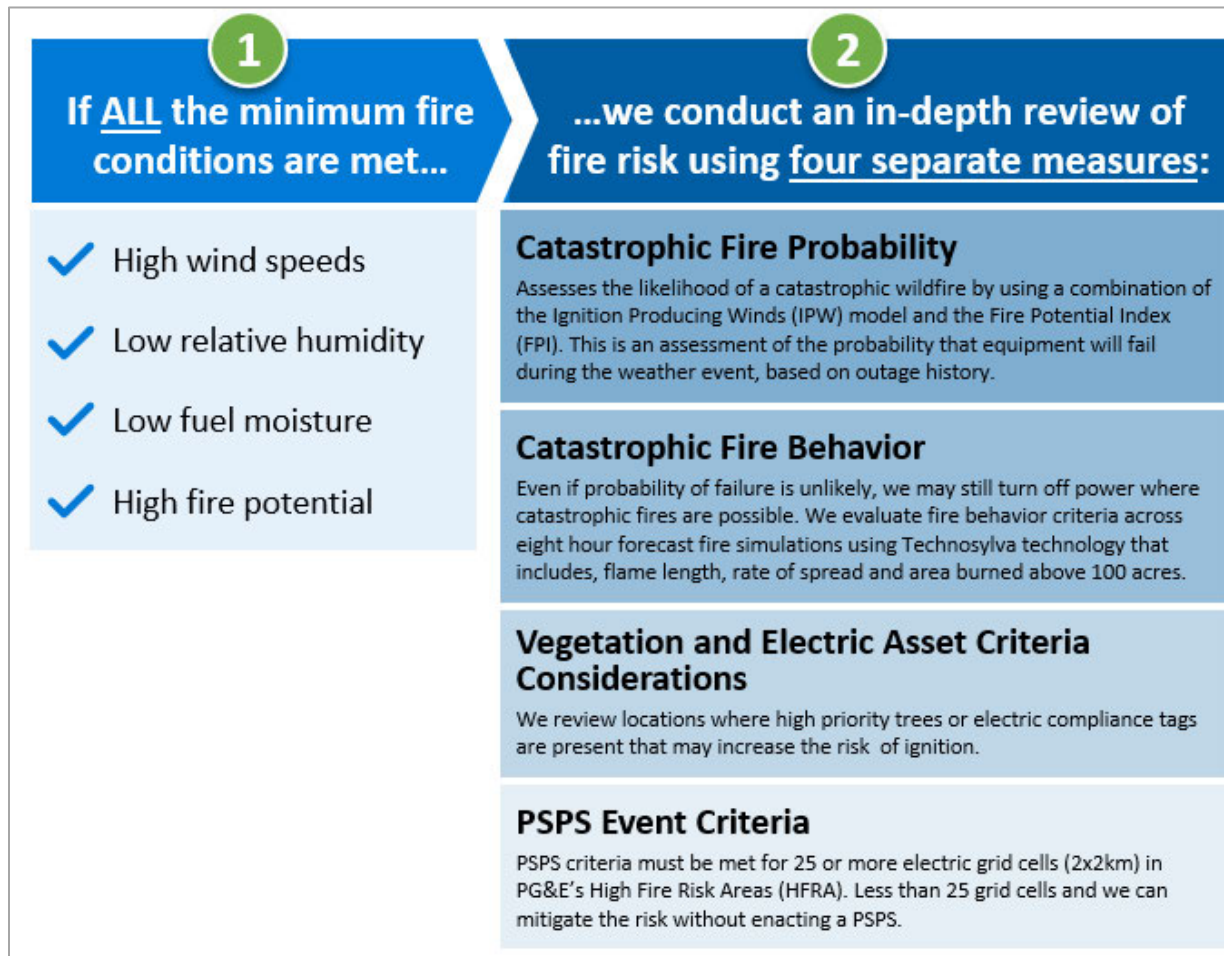 1
If ALL the minimum fire
conditions are met...
High wind speeds
Low relative humidity
Low fuel moisture
High fire potential
2
...we conduct an in-depth review of
fire risk using four separate measures:
Catastrophic Fire Probability
Assesses the likelihood of a catastrophic wildfire by using a combination of
the Ignition Producing Winds (IPW) model and the Fire Potential Index
(FPI). This is an assessment of the probability that equipment will fail
during the weather event, based on outage history.
Catastrophic Fire Behavior
Even if probability of failure is unlikely, we may still turn off power where
catastrophic fires are possible. We evaluate fire behavior criteria across
eight hour forecast fire simulations using Technosylva technology that
includes, flame length, rate of spread and area burned above 100 acres.
Vegetation and Electric Asset Criteria
Considerations
We review locations where high priority trees or electric compliance tags
are present that may increase the risk of ignition.
PSPS Event Criteria
PSPS criteria must be met for 25 or more electric grid cells (2x2km) in
PG&E's High Fire Risk Areas (HFRA). Less than 25 grid cells and we can
mitigate the risk without enacting a PSPS.